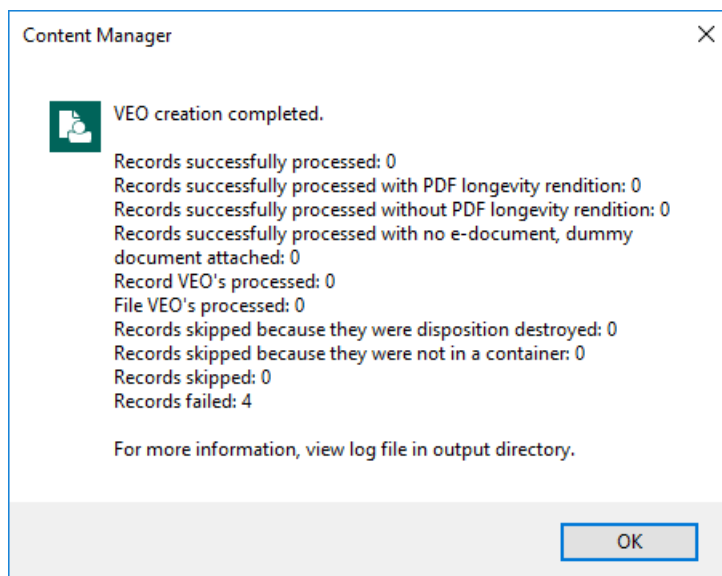 Content Manager
VEO creation completed.
Records successfully processed: 0
Records successfully processed with PDF longevity rendition: 0
Records successfully processed without PDF longevity rendition: 0
Records successfully processed with no e-document, dummy
document attached: 0
Record VEO's processed: 0
File VEO's processed: 0
Records skipped because they were disposition destroyed: 0
Records skipped because they were not in a container: 0
Records skipped: 0
Records failed: 4
For more information, view log file in output directory.
OK